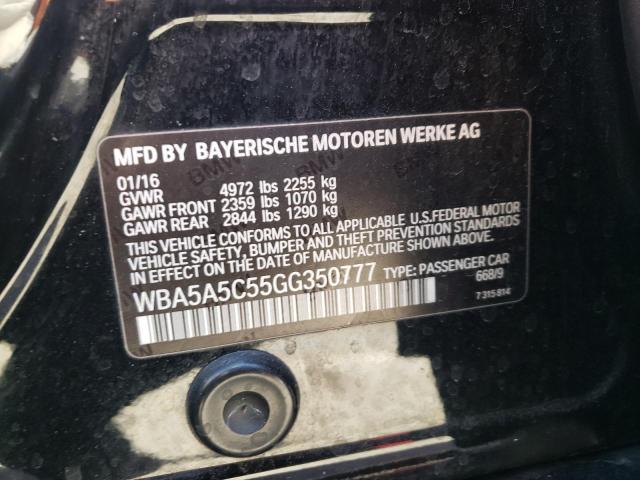 MFD BY BAYERISCHE MOTOREN WERKE AG
01/16
GVWR 4972 lbs 2255 kg
GAWR FRONT 2359 lbs 1070 kg
GAWR REAR 2844 lbs 1290 kg
THIS VEHICLE CONFORMS TO ALL APPLICABLE U.S.FEDERAL MOTOR
VEHICLE SAFETY, BUMPER AND THEFT PREVENTION STANDARDS
IN EFFECT ON THE DATE OF MANUFACTURE SHOWN ABOVE.
WBA5A5C55GG350777 TYPE: PASSENGER CAR
668/9
7 315 814